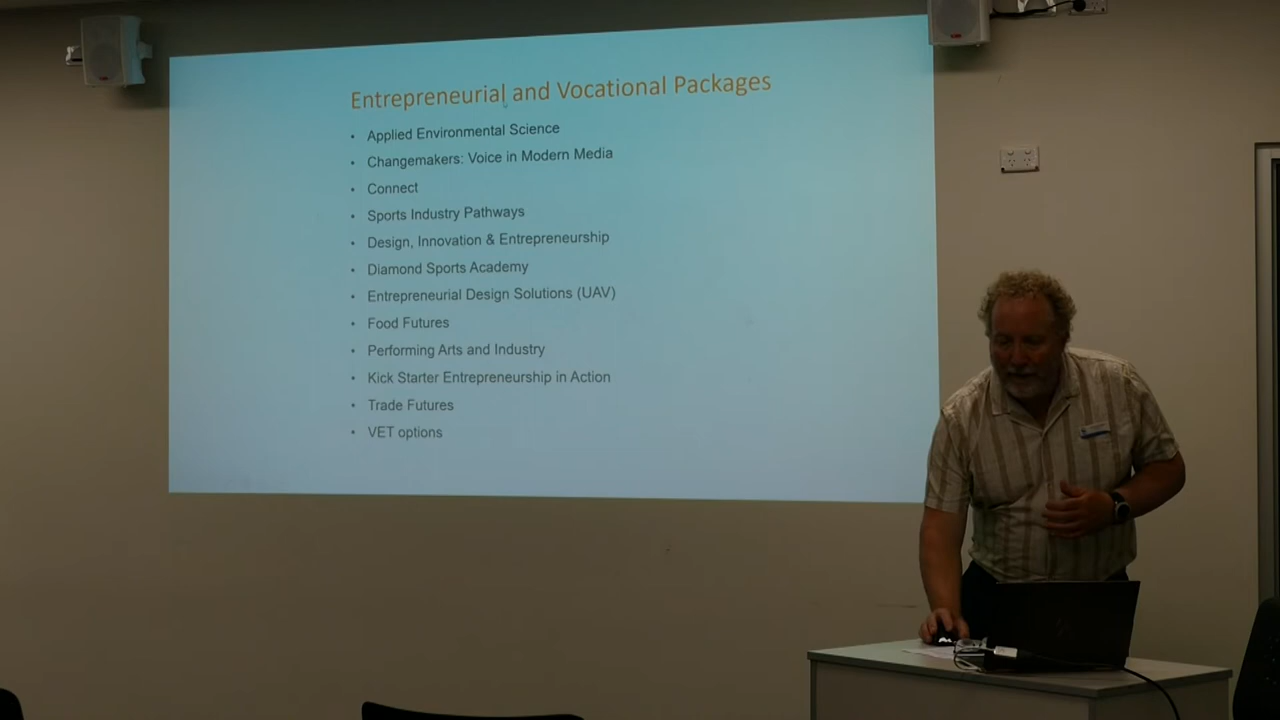 Entrepreneurial and Vocational Packages
• Applied Environmental Science
• Changemakers: Voice in Modern Media
• Connect
• Sports Industry Pathways
• Design, Innovation & Entrepreneurship
• Diamond Sports Academy
• Entrepreneurial Design Solutions (UAV)
• Food Futures
• Performing Arts and Industry
• Kick Starter Entrepreneurship in Action
• Trade Futures
• VET options